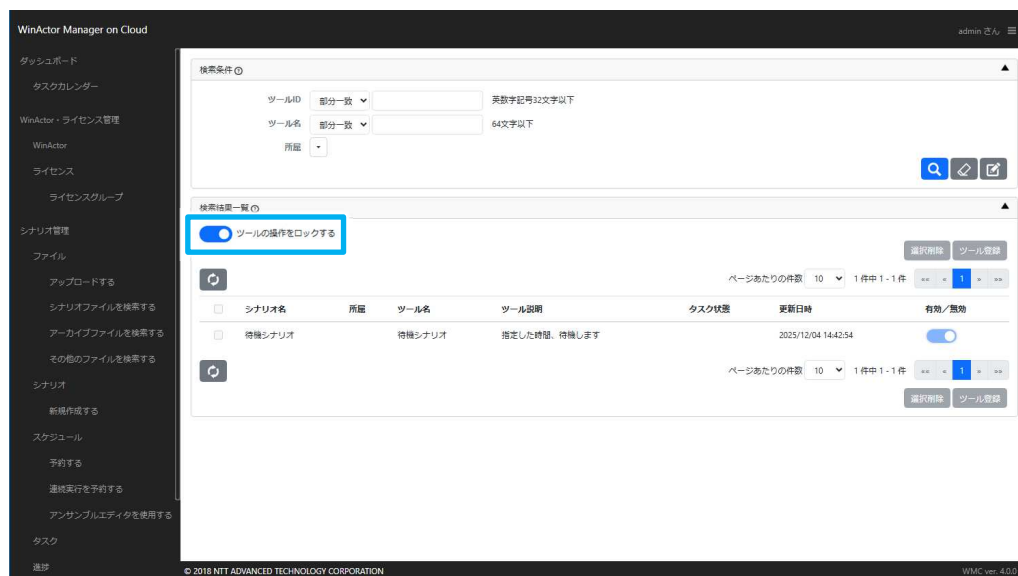 WinActor Manager on Cloud
admin さん
ダッシュボード
タスクカレンダー
WinActor・ライセンス管理
WinActor
ライセンス
ライセンスグループ
シナリオ管理
ファイル
アップロードする
シナリオファイルを検索する
アーカイブファイルを検索する
その他のファイルを検索する
シナリオ
新規作成する
スケジュール
予約する
連続実行を予約する
アンサンブルエディタを使用する
タスク
進捗
検索条件
ツールID 部分一致 英数字記号32文字以下
ツール名 部分一致 64文字以下
所属
検索結果一覧
ツールの操作をロックする
選択削除 ツール登録
ページあたりの件数 10 1 件中 1 - 1 件 «« « 1 » »»
シナリオ名 所属 ツール名 ツール説明 タスク状態 更新日時 有効／無効
待機シナリオ 待機シナリオ 指定した時間、待機します 2025/12/04 14:42:54
ページあたりの件数 10 1 件中 1 - 1 件 «« « 1 » »»
選択削除 ツール登録
© 2018 NTT ADVANCED TECHNOLOGY CORPORATION
WMC ver. 4.0.0